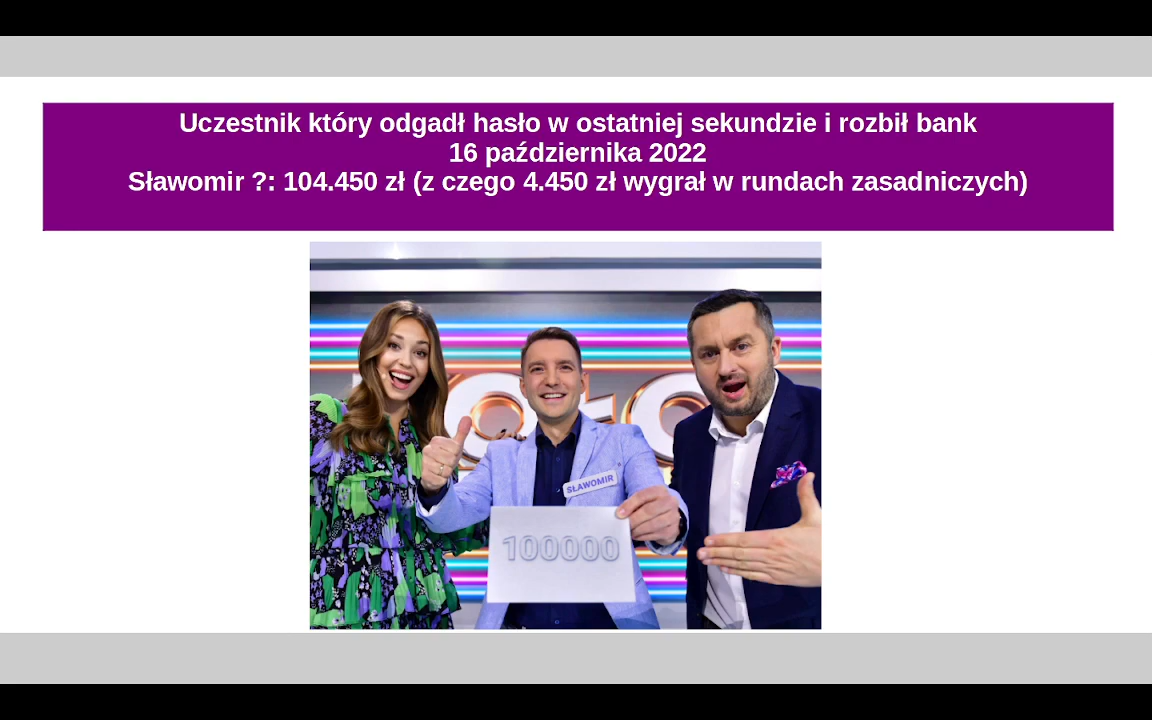 Uczestnik który odgadł hasło w ostatniej sekundzie i rozbił bank
16 października 2022
Sławomir ?: 104.450 zł (z czego 4.450 zł wygrał w rundach zasadniczych)
SŁAWOMIR
100000